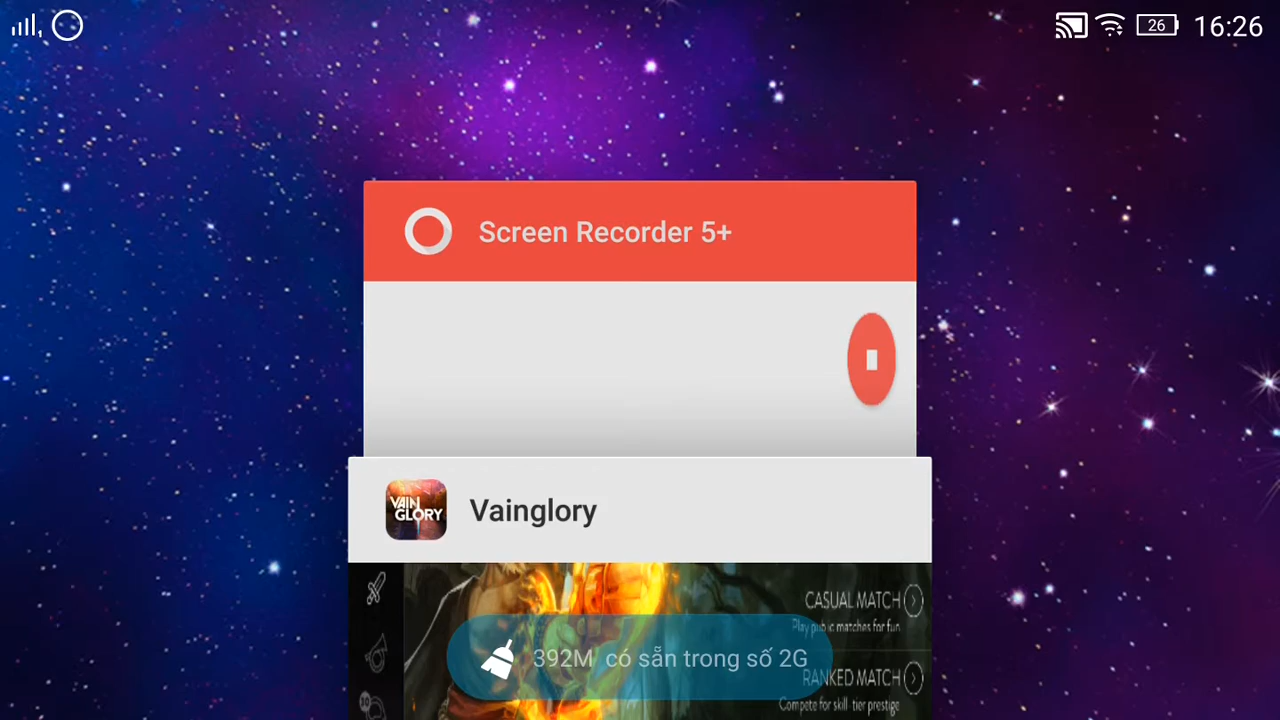 26 16:26
Screen Recorder 5+
VAIN
GLORY
Vainglory
CASUAL MATCH
Play public matches for fun
392M có sẵn trong số 2G
RANKED MATCH
Compete for skill-tier prestige